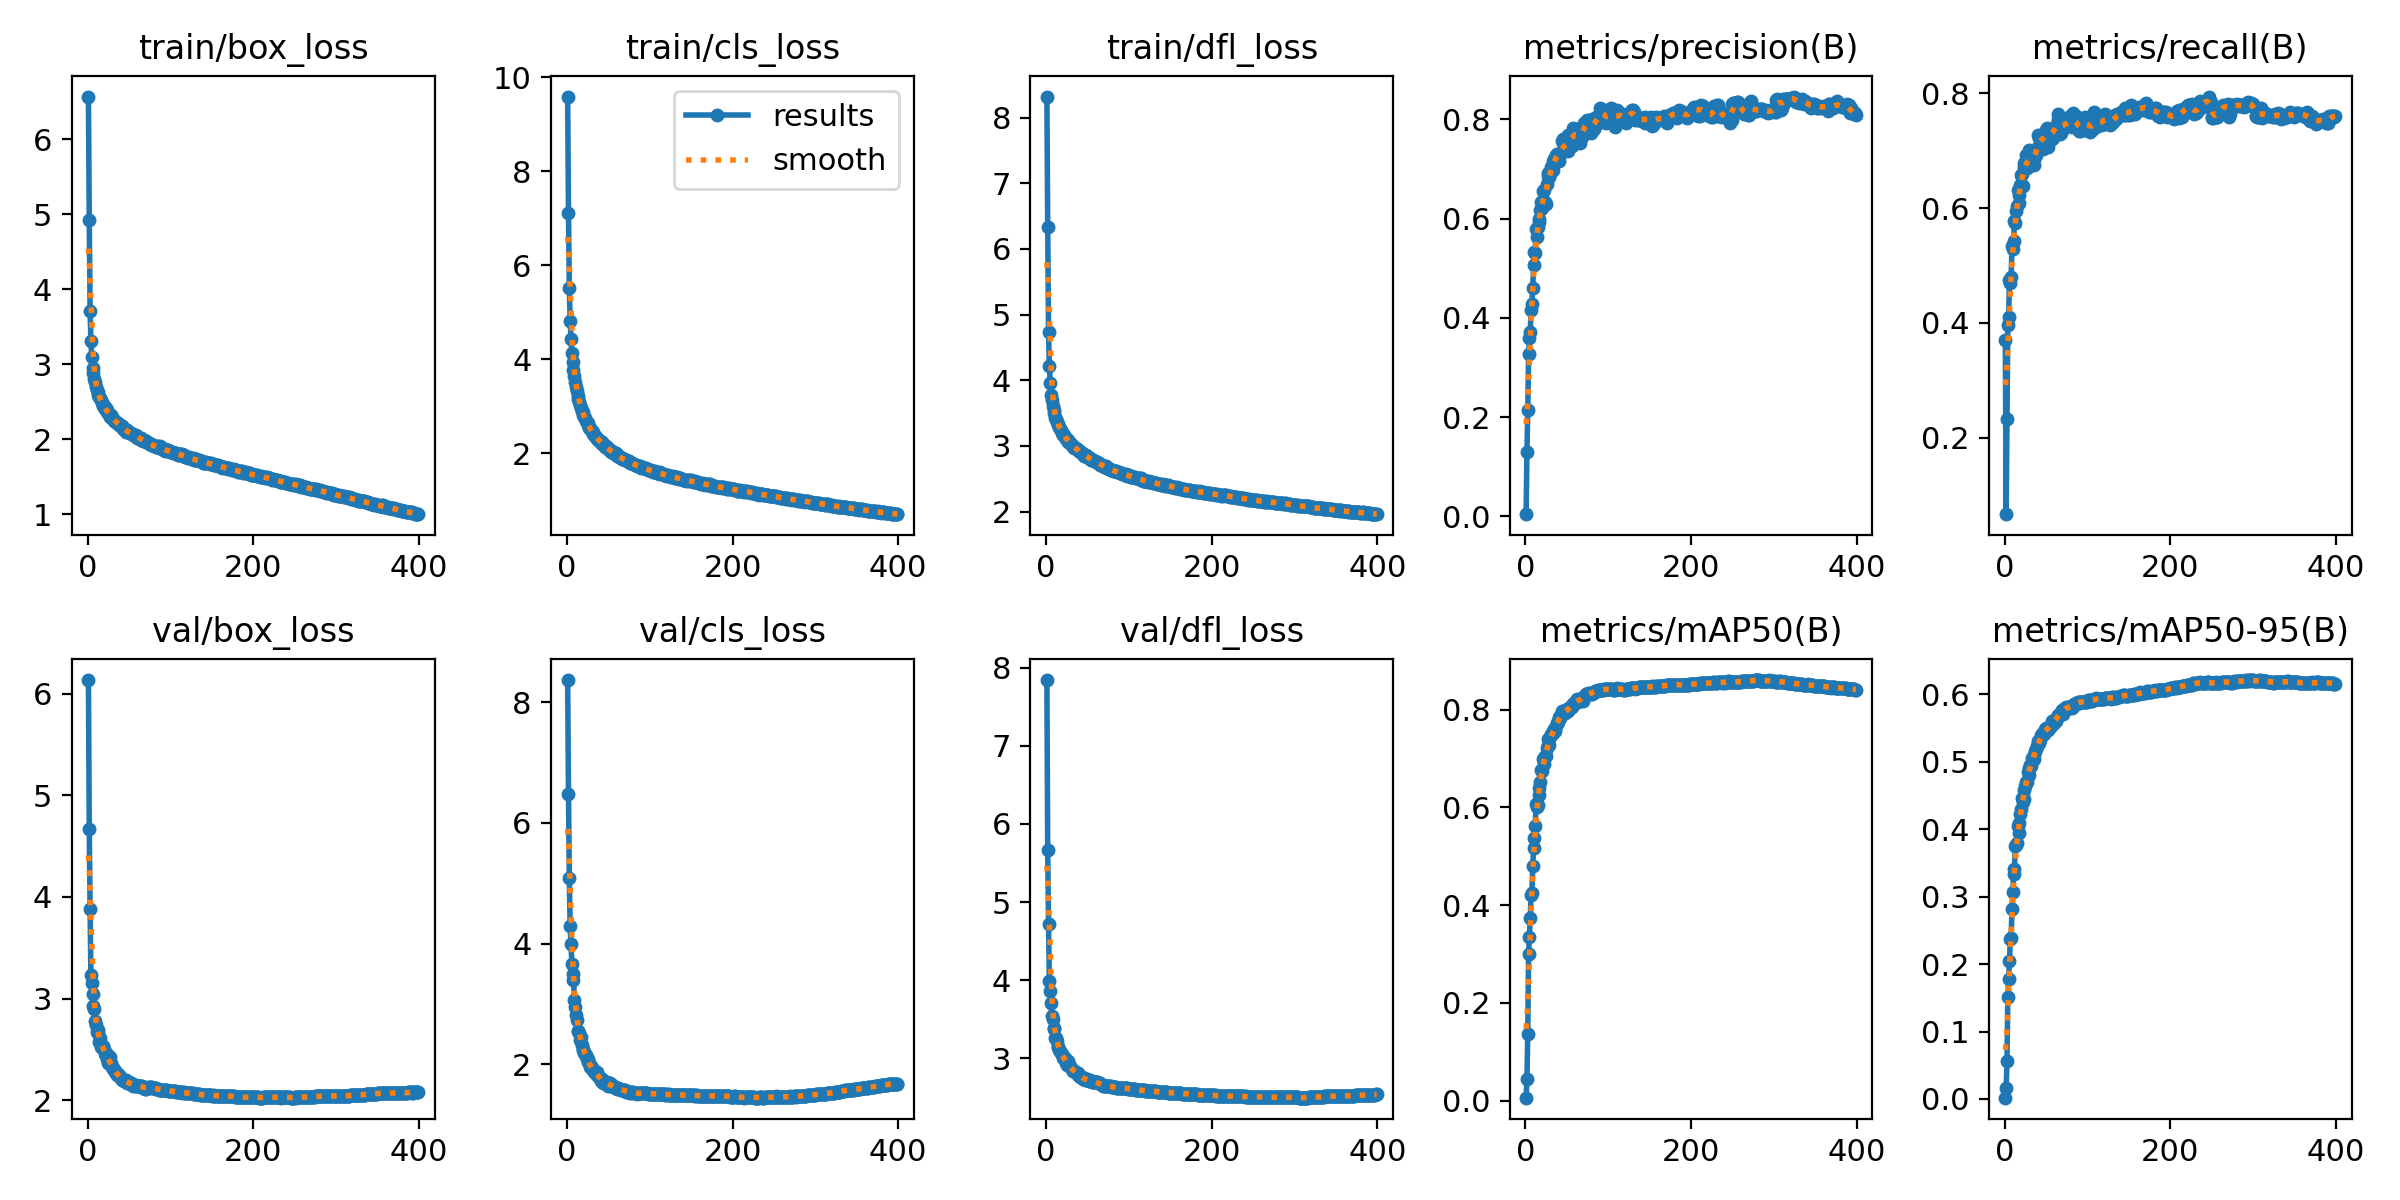 train/box_loss
6
5
4
3
2
1
0 200 400
train/cls_loss
10
8
6
4
2
0 200 400
results
smooth
train/dfl_loss
8
7
6
5
4
3
2
0 200 400
metrics/precision(B)
0.8
0.6
0.4
0.2
0.0
0 200 400
metrics/recall(B)
0.8
0.6
0.4
0.2
0 200 400
val/box_loss
6
5
4
3
2
0 200 400
val/cls_loss
8
6
4
2
0 200 400
val/dfl_loss
8
7
6
5
4
3
0 200 400
metrics/mAP50(B)
0.8
0.6
0.4
0.2
0.0
0 200 400
metrics/mAP50-95(B)
0.6
0.5
0.4
0.3
0.2
0.1
0.0
0 200 400